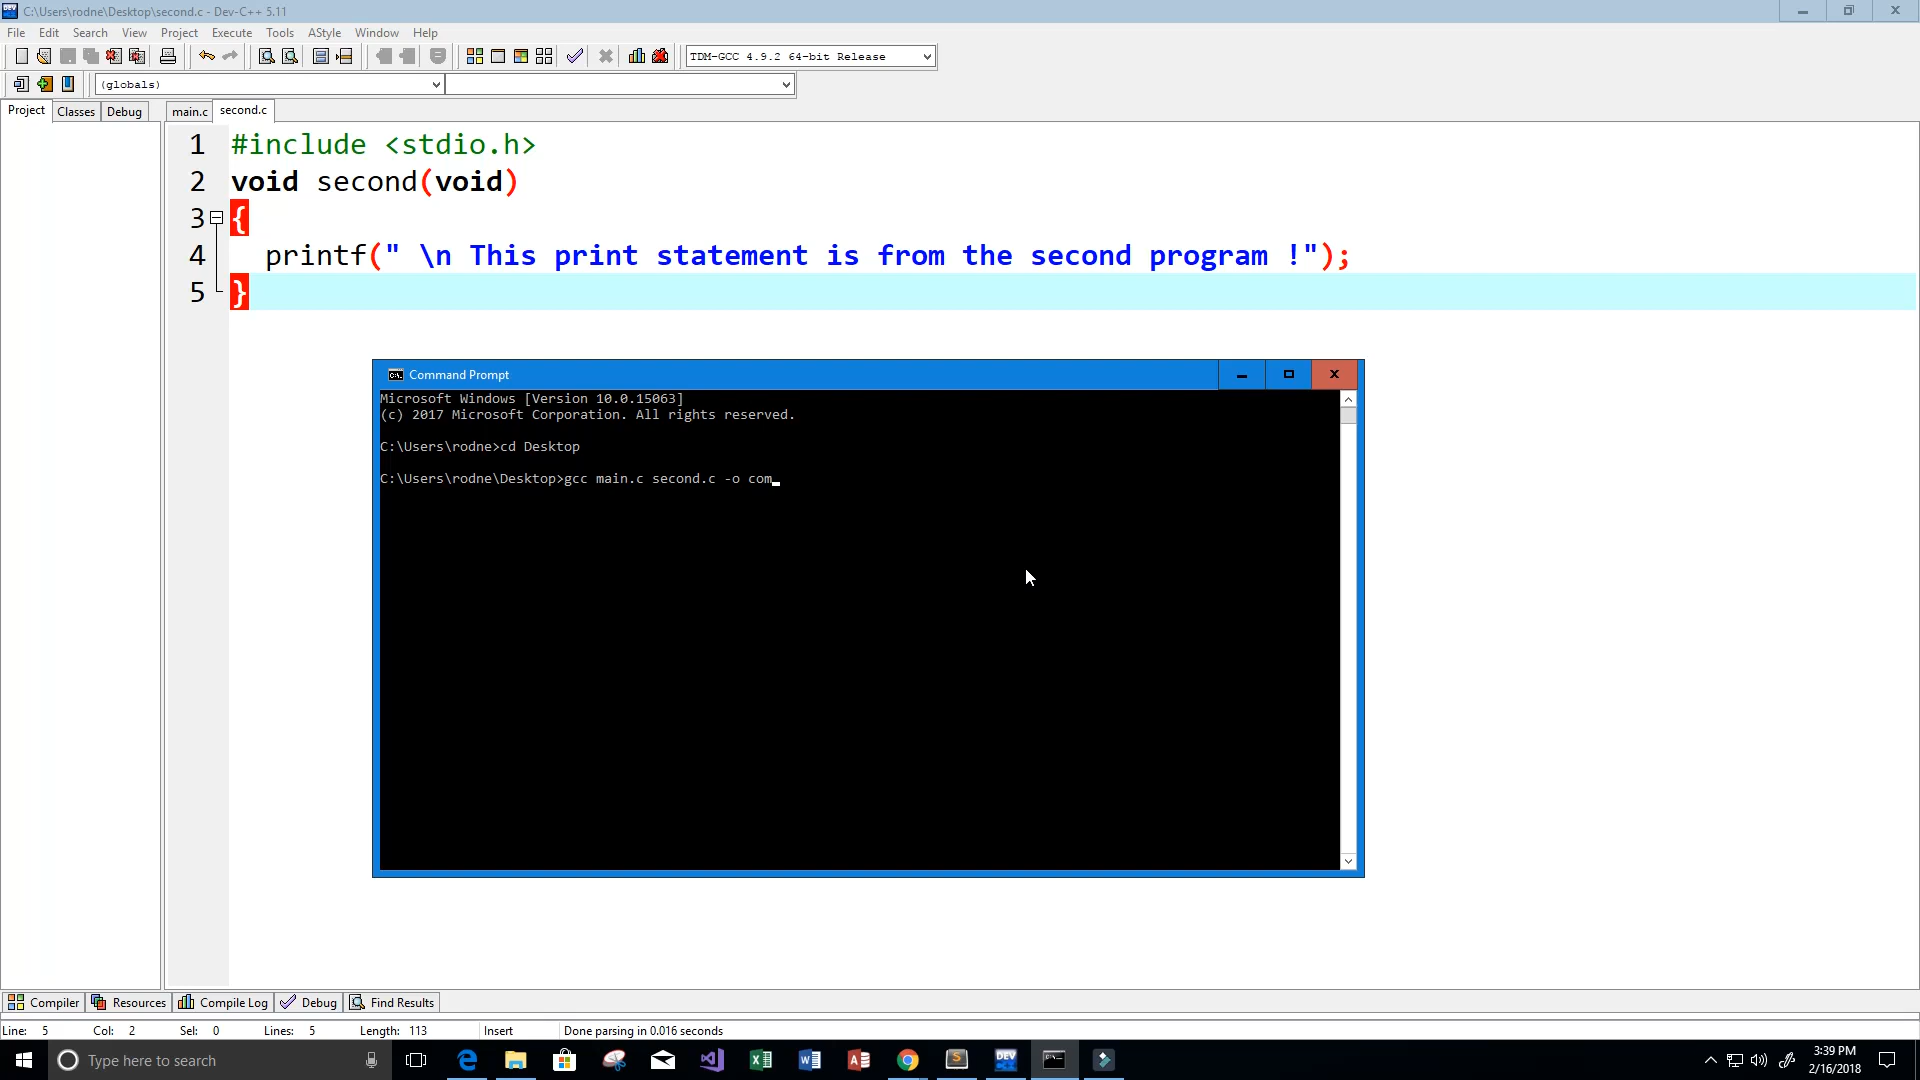 C:\Users\rodne\Desktop\second.c - Dev-C++ 5.11
File Edit Search View Project Execute Tools AStyle Window Help
TDM-GCC 4.9.2 64-bit Release
(globals)
Project Classes Debug main.c second.c
1 #include <stdio.h>
2 void second(void)
3 {
4 printf(" \n This print statement is from the second program !");
5 }
Command Prompt
Microsoft Windows [Version 10.0.15063]
(c) 2017 Microsoft Corporation. All rights reserved.
C:\Users\rodne>cd Desktop
C:\Users\rodne\Desktop>gcc main.c second.c -o com
Compiler Resources Compile Log Debug Find Results
Line: 5 Col: 2 Sel: 0 Lines: 5 Length: 113 Insert Done parsing in 0.016 seconds
Type here to search
3:39 PM
2/16/2018